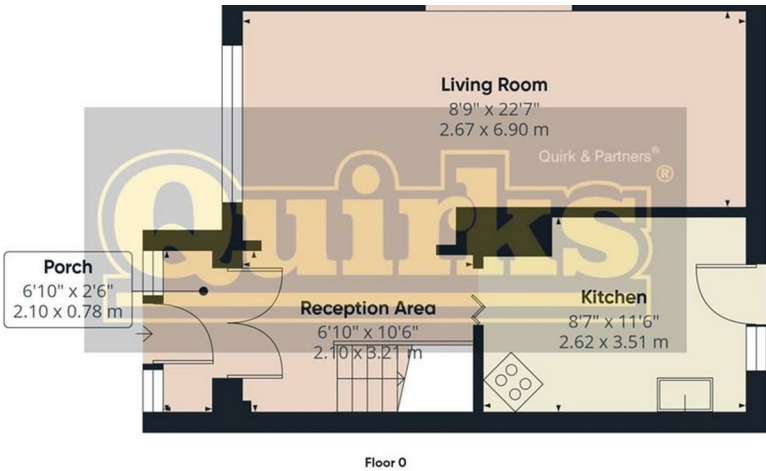 Living Room
8'9" x 22'7"
2.67 x 6.90 m
Quirk & Partners®
Quirks®
Porch
6'10" x 2'6"
2.10 x 0.78 m
Reception Area
6'10" x 10'6"
2.10 x 3.21 m
Kitchen
8'7" x 11'6"
2.62 x 3.51 m
Floor 0